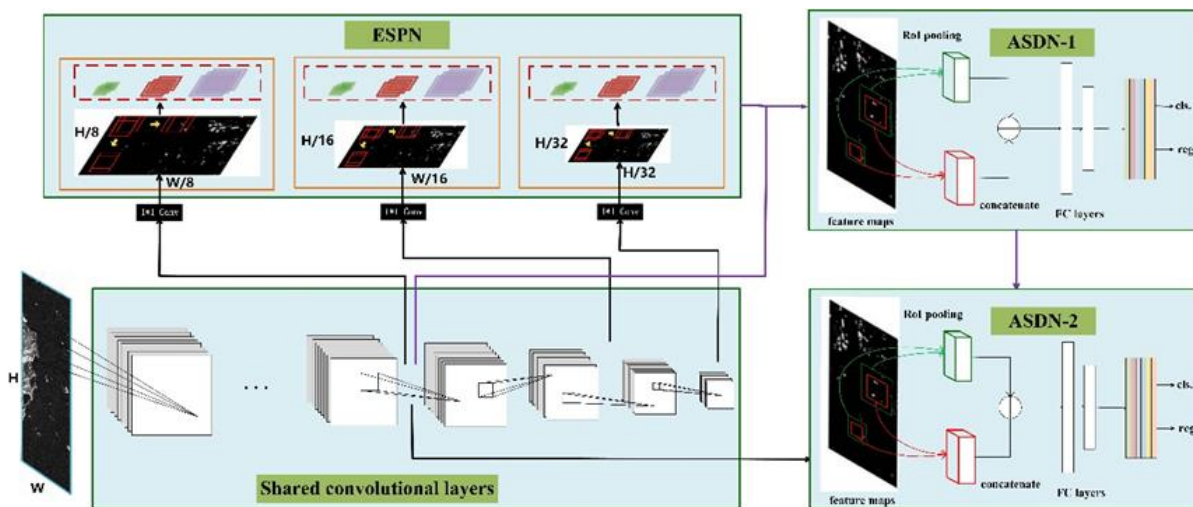 ESPN
H/8
W/8
H/16
W/16
H/32
H/32
1*1 Conv
1*1 Conv
1*1 Conv
RoI pooling
ASDN-1
cls.
reg
concatenate
FC layers
feature maps
H
W
. . .
Shared convolutional layers
RoI pooling
ASDN-2
cls.
reg
concatenate
FC layers
feature maps